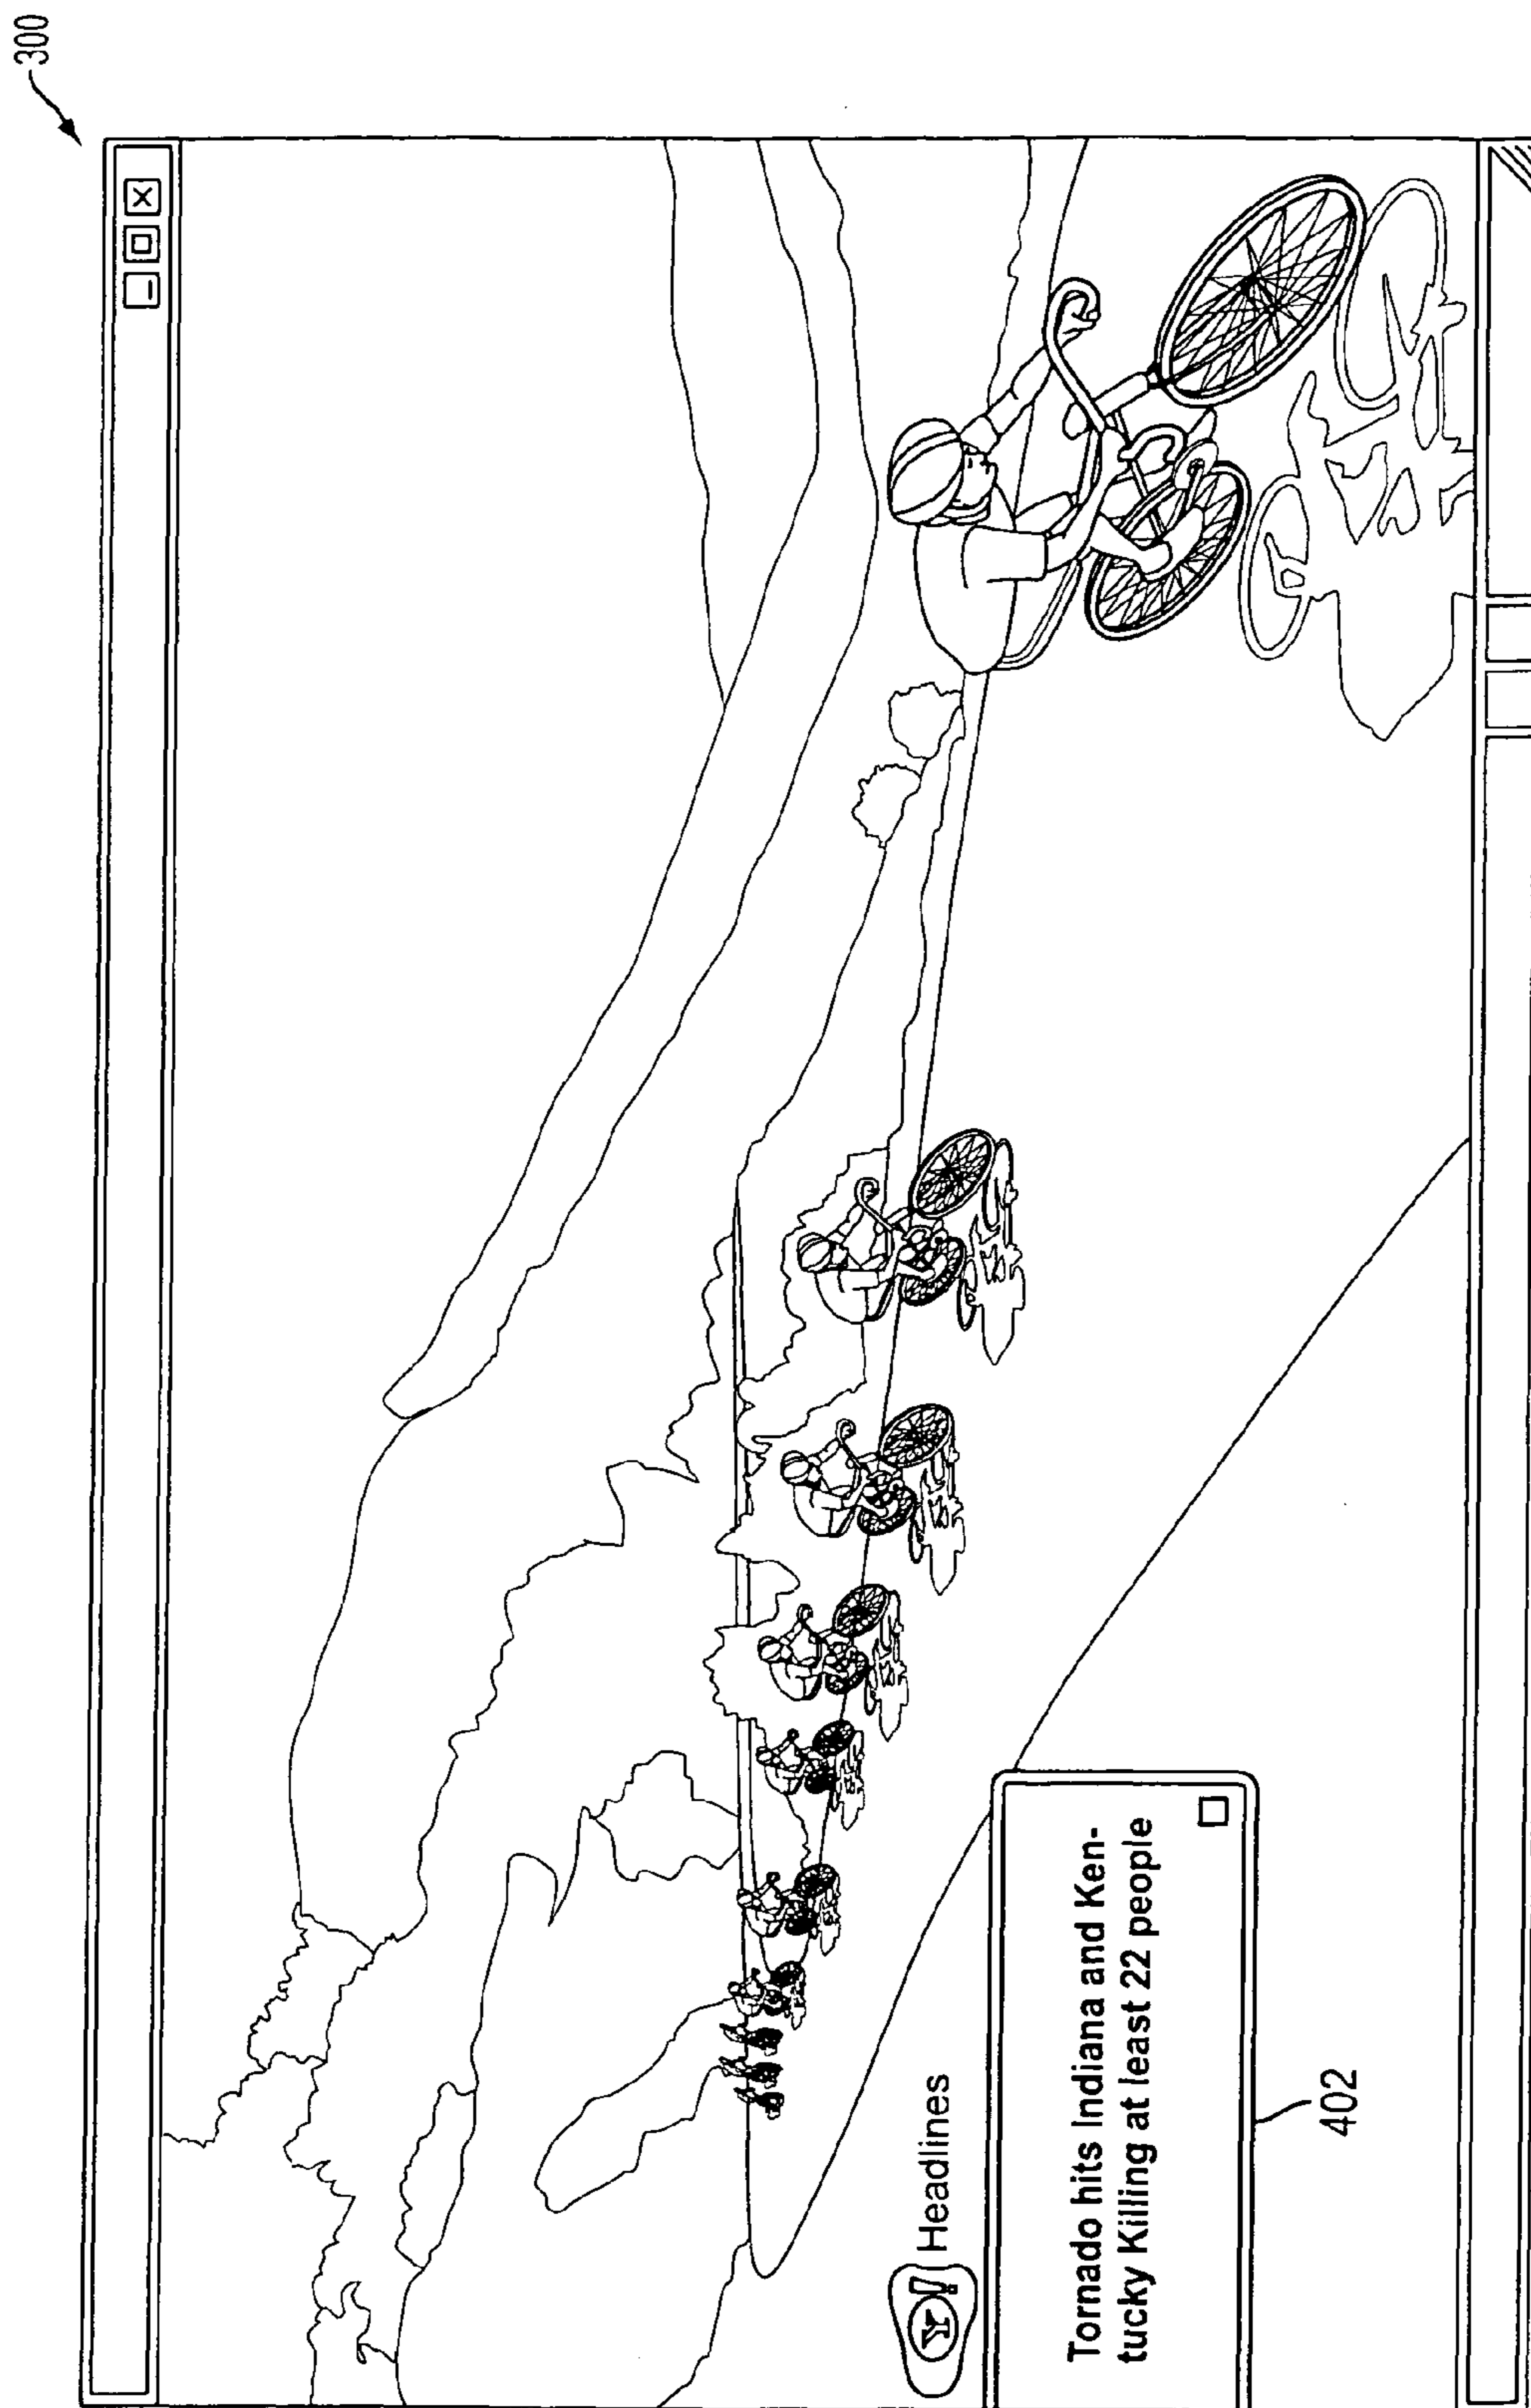 300
Y! Headlines
Tornado hits Indiana and Ken-
tucky Killing at least 22 people
402